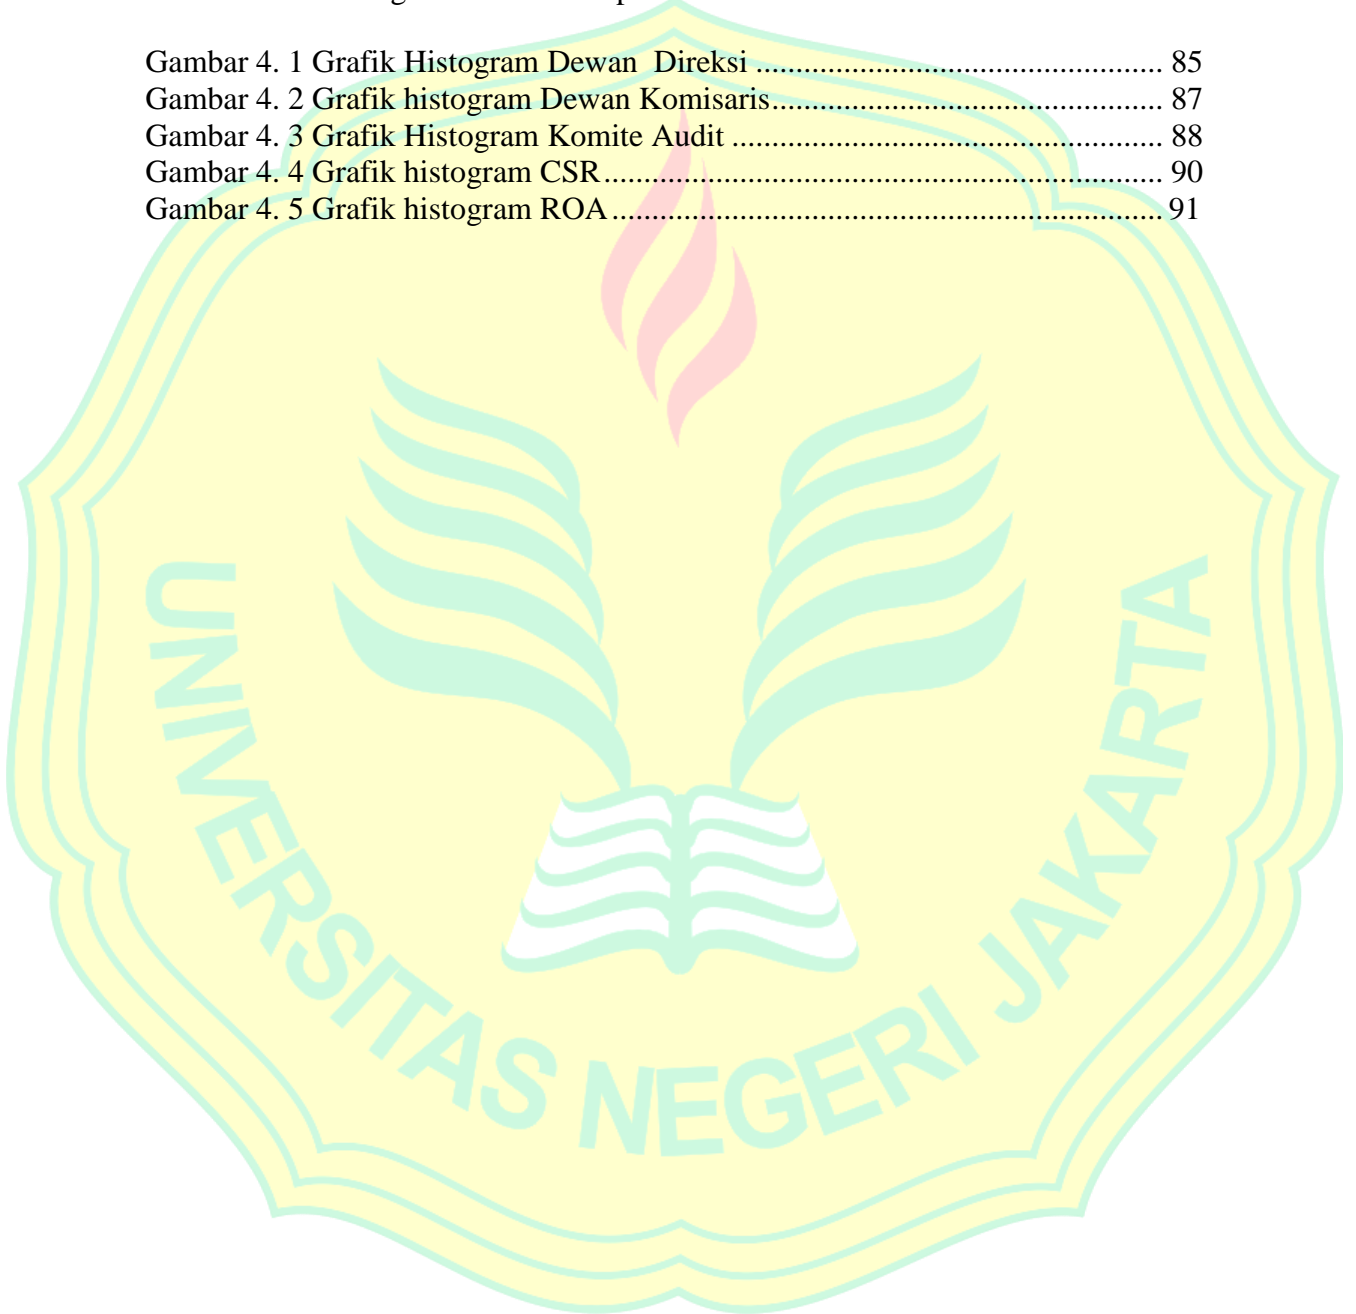 Gambar 4. 1 Grafik Histogram Dewan  Direksi ................................................... 85
Gambar 4. 2 Grafik histogram Dewan Komisaris................................................. 87
Gambar 4. 3 Grafik Histogram Komite Audit ...................................................... 88
Gambar 4. 4 Grafik histogram CSR...................................................................... 90
Gambar 4. 5 Grafik histogram ROA..................................................................... 91
UNIVERSITAS NEGERI JAKARTA